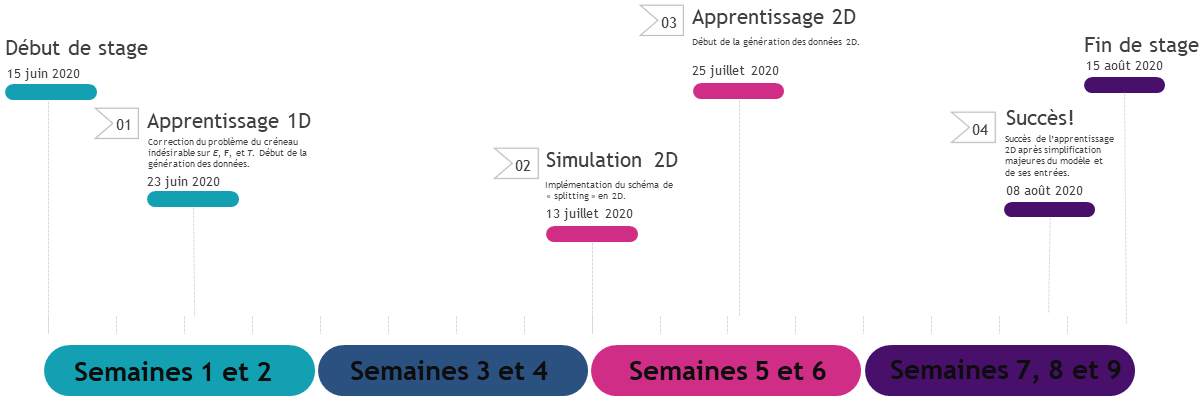 Début de stage
15 juin 2020
01
Apprentissage 1D
Correction du problème du créneau
indésirable sur E, F, et T. Début de la
génération des données.
23 juin 2020
02
Simulation 2D
Implémentation du schéma de
« splitting » en 2D.
13 juillet 2020
03
Apprentissage 2D
Début de la génération des données 2D.
25 juillet 2020
04
Succès!
Succès de l'apprentissage
2D après simplification
majeures du modèle et
de ses entrées.
08 août 2020
Fin de stage
15 août 2020
Semaines 1 et 2
Semaines 3 et 4
Semaines 5 et 6
Semaines 7, 8 et 9